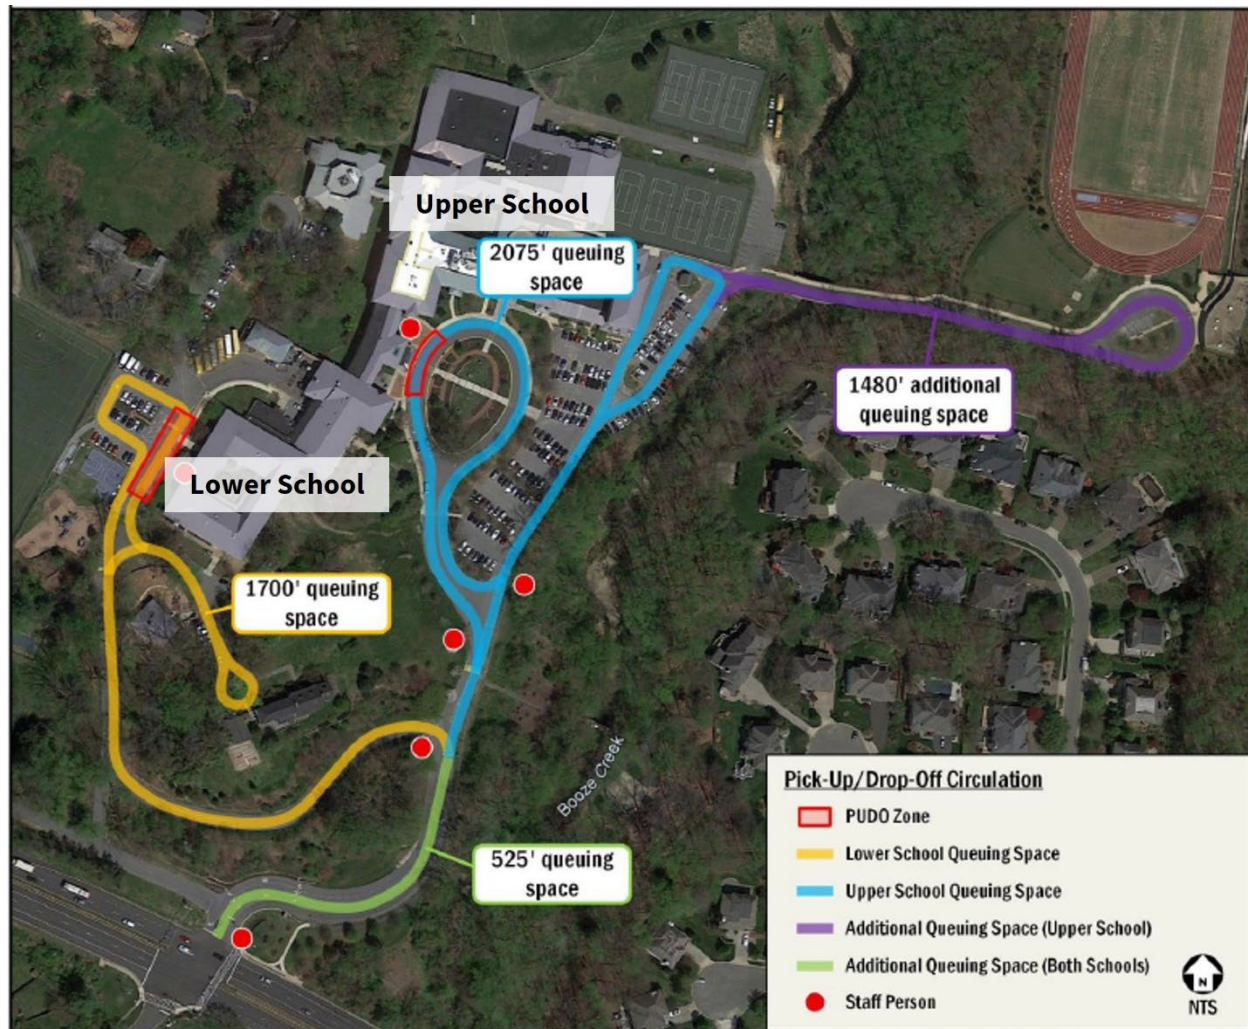 Upper School
2075' queuing
space
1480' additional
queuing space
Lower School
1700' queuing
space
Booze Creek
525' queuing
space
Pick-Up/Drop-Off Circulation
PUDO Zone
Lower School Queuing Space
Upper School Queuing Space
Additional Queuing Space (Upper School)
Additional Queuing Space (Both Schools)
Staff Person
N
NTS